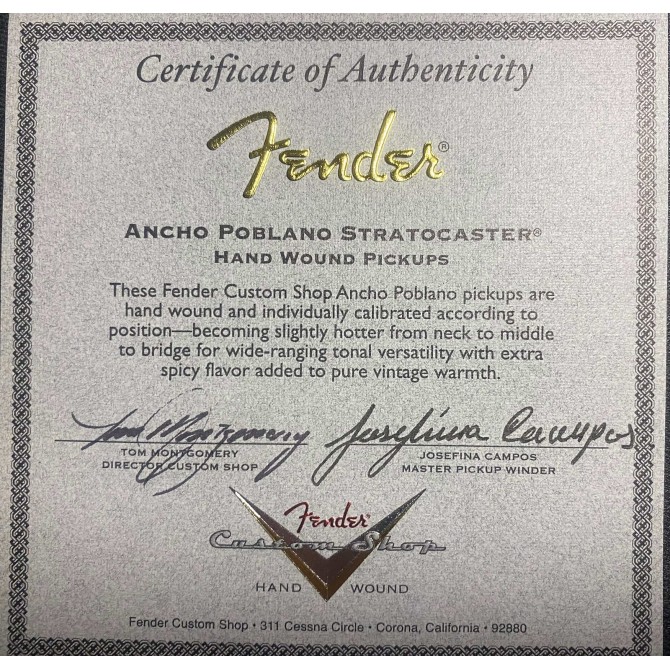 Certificate of Authenticity
Fender®
ANCHO POBLANO STRATOCASTER®
HAND WOUND PICKUPS
These Fender Custom Shop Ancho Poblano pickups are
hand wound and individually calibrated according to
position—becoming slightly hotter from neck to middle
to bridge for wide-ranging tonal versatility with extra
spicy flavor added to pure vintage warmth.
Tom Montgomery
Josefina Campos
TOM MONTGOMERY
DIRECTOR CUSTOM SHOP
JOSEFINA CAMPOS
MASTER PICKUP WINDER
Fender®
Custom Shop
HAND WOUND
Fender Custom Shop • 311 Cessna Circle • Corona, California • 92880